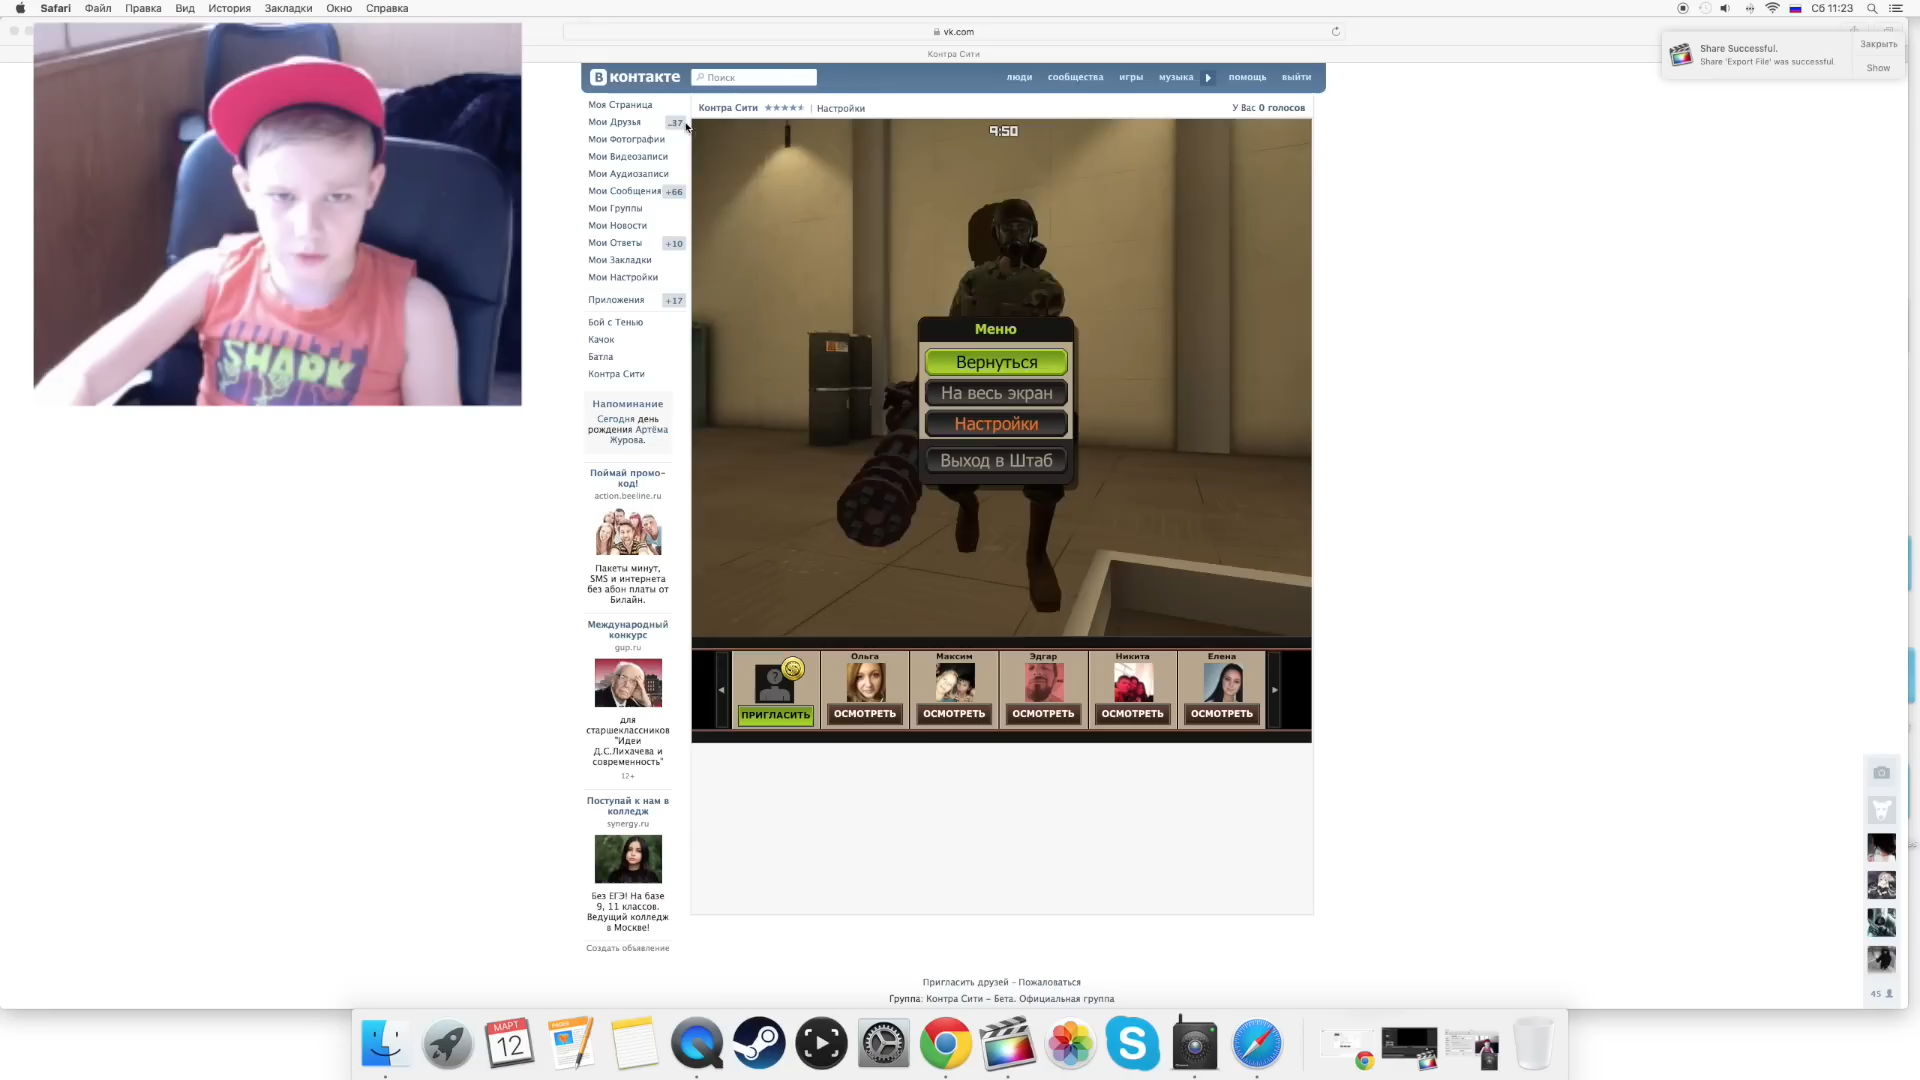 Safari Файл Правка Вид История Закладки Окно Справка
Сб 11:23
vk.com
Контра Сити
Share Successful.
Share 'Export File' was successful.
Закрыть
Show
В контакте
Поиск
люди сообщества игры музыка помощь выйти
Моя Страница
Мои Друзья ..37
Мои Фотографии
Мои Видеозаписи
Мои Аудиозаписи
Мои Сообщения +66
Мои Группы
Мои Новости
Мои Ответы +10
Мои Закладки
Мои Настройки
Приложения +17
Бой с Тенью
Качок
Батла
Контра Сити
Напоминание
Сегодня день
рождения Артёма
Журова.
Поймай промо-
код!
action.beeline.ru
Пакеты минут,
SMS и интернета
без абон платы от
Билайн.
Международный
конкурс
gup.ru
для
старшеклассников
"Идеи
Д.С.Лихачева и
современность"
12+
Поступай к нам в
колледж
synergy.ru
Без ЕГЭ! На базе
9, 11 классов.
Ведущий колледж
в Москве!
Создать объявление
Контра Сити | Настройки
У Вас 0 голосов
9:50
Меню
Вернуться
На весь экран
Настройки
Выход в Штаб
Ольга Максим Эдгар Никита Елена
ПРИГЛАСИТЬ ОСМОТРЕТЬ ОСМОТРЕТЬ ОСМОТРЕТЬ ОСМОТРЕТЬ ОСМОТРЕТЬ
Пригласить друзей - Пожаловаться
Группа: Контра Сити – Бета. Официальная группа
45
SHARK
МАРТ
12
PAGES